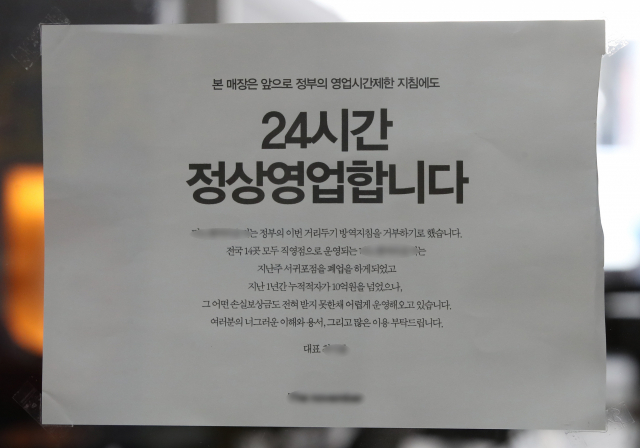 본 매장은 앞으로 정부의 영업시간제한 지침에도
24시간
정상영업합니다
는 정부의 이번 거리두기 방역지침을 거부하기로 했습니다.
전국 14곳 모두 직영점으로 운영되는 는
지난주 서귀포점을 폐업을 하게되었고
지난 1년간 누적적자가 10억원을 넘었으나,
그 어떤 손실보상금도 전혀 받지 못한채 어렵게 운영해오고 있습니다.
여러분의 너그러운 이해와 용서, 그리고 많은 이용 부탁드립니다.
대표